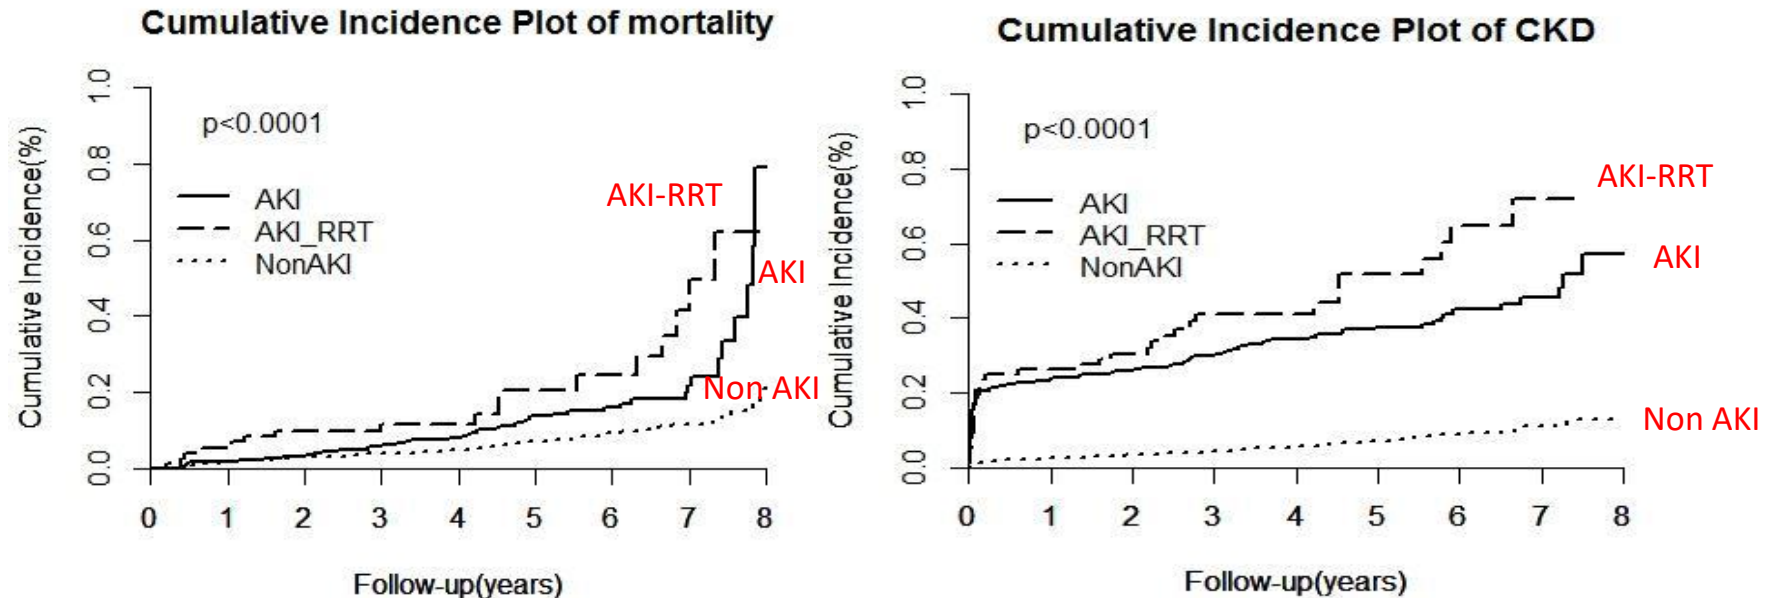 Cumulative Incidence Plot of mortality
Cumulative Incidence(%)
1.0
0.8
0.6
0.4
0.2
0.0
p<0.0001
AKI
AKI_RRT
NonAKI
AKI-RRT
AKI
Non AKI
0 1 2 3 4 5 6 7 8
Follow-up(years)
Cumulative Incidence Plot of CKD
Cumulative Incidence(%)
1.0
0.8
0.6
0.4
0.2
0.0
p<0.0001
AKI
AKI_RRT
NonAKI
AKI-RRT
AKI
Non AKI
0 1 2 3 4 5 6 7 8
Follow-up(years)